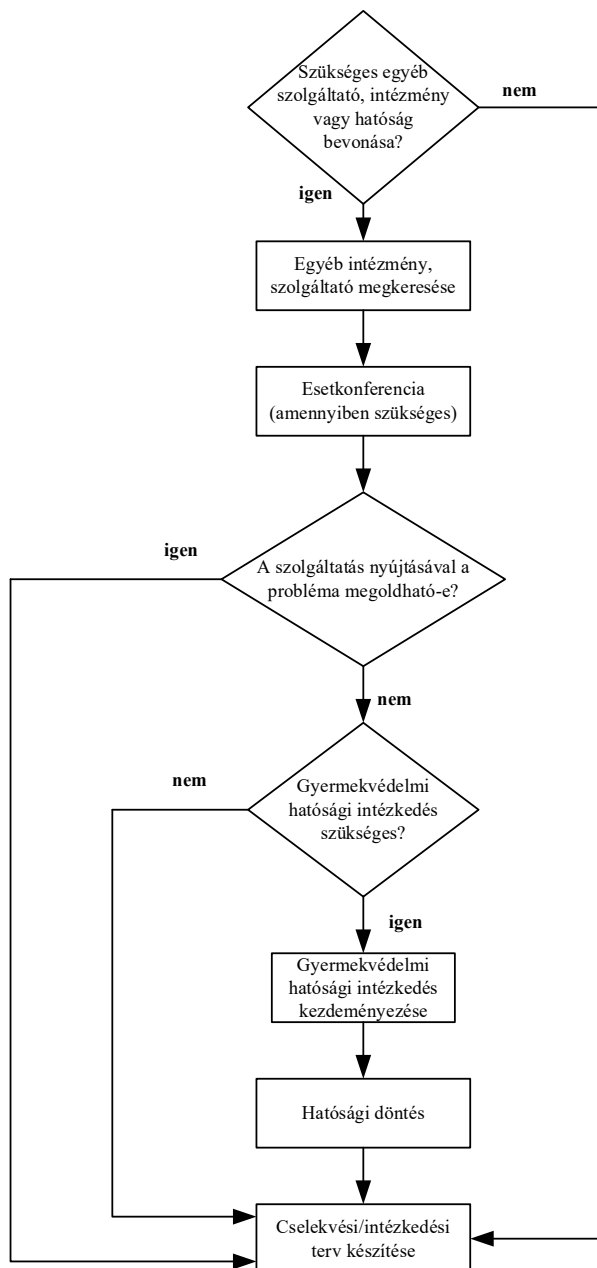 Szükséges egyéb
szolgáltató, intézmény
vagy hatóság
bevonása?
nem
igen
Egyéb intézmény,
szolgáltató megkeresése
Esetkonferencia
(amennyiben szükséges)
igen
A szolgáltatás nyújtásával a
probléma megoldható-e?
nem
nem
Gyermekvédelmi
hatósági intézkedés
szükséges?
igen
Gyermekvédelmi
hatósági intézkedés
kezdeményezése
Hatósági döntés
Cselekvési/intézkedési
terv készítése